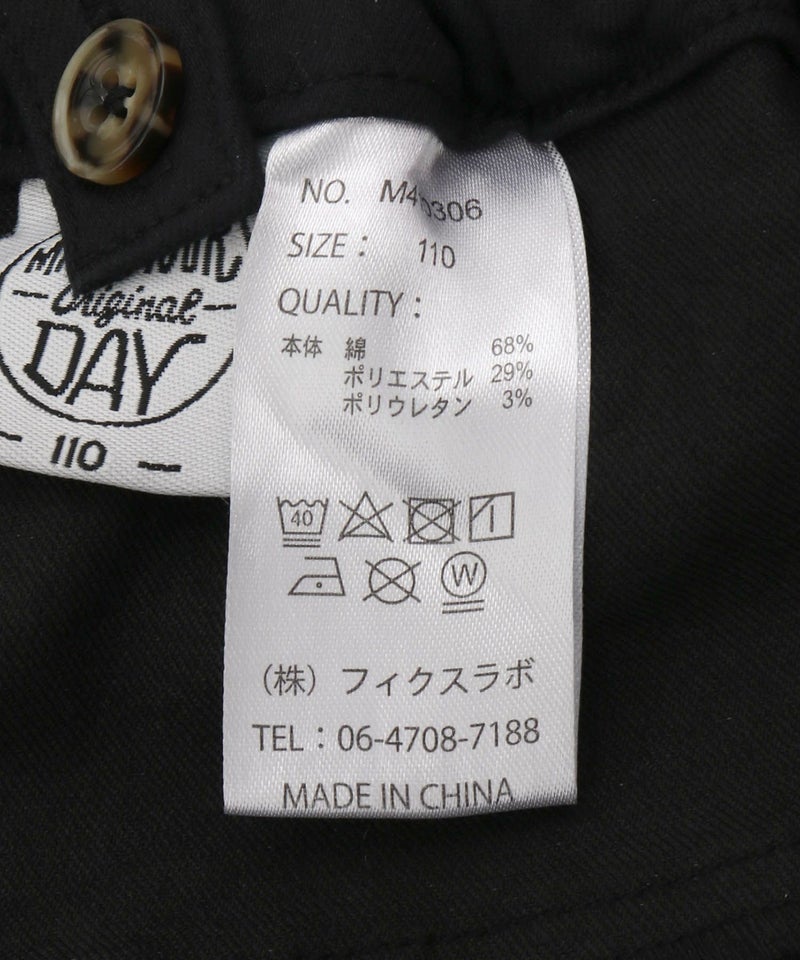 NO. M40306
SIZE : 110
QUALITY :
本体 綿 68%
ポリエステル 29%
ポリウレタン 3%
40
W
(株) フィクスラボ
TEL : 06-4708-7188
MADE IN CHINA
Original
DAY
110